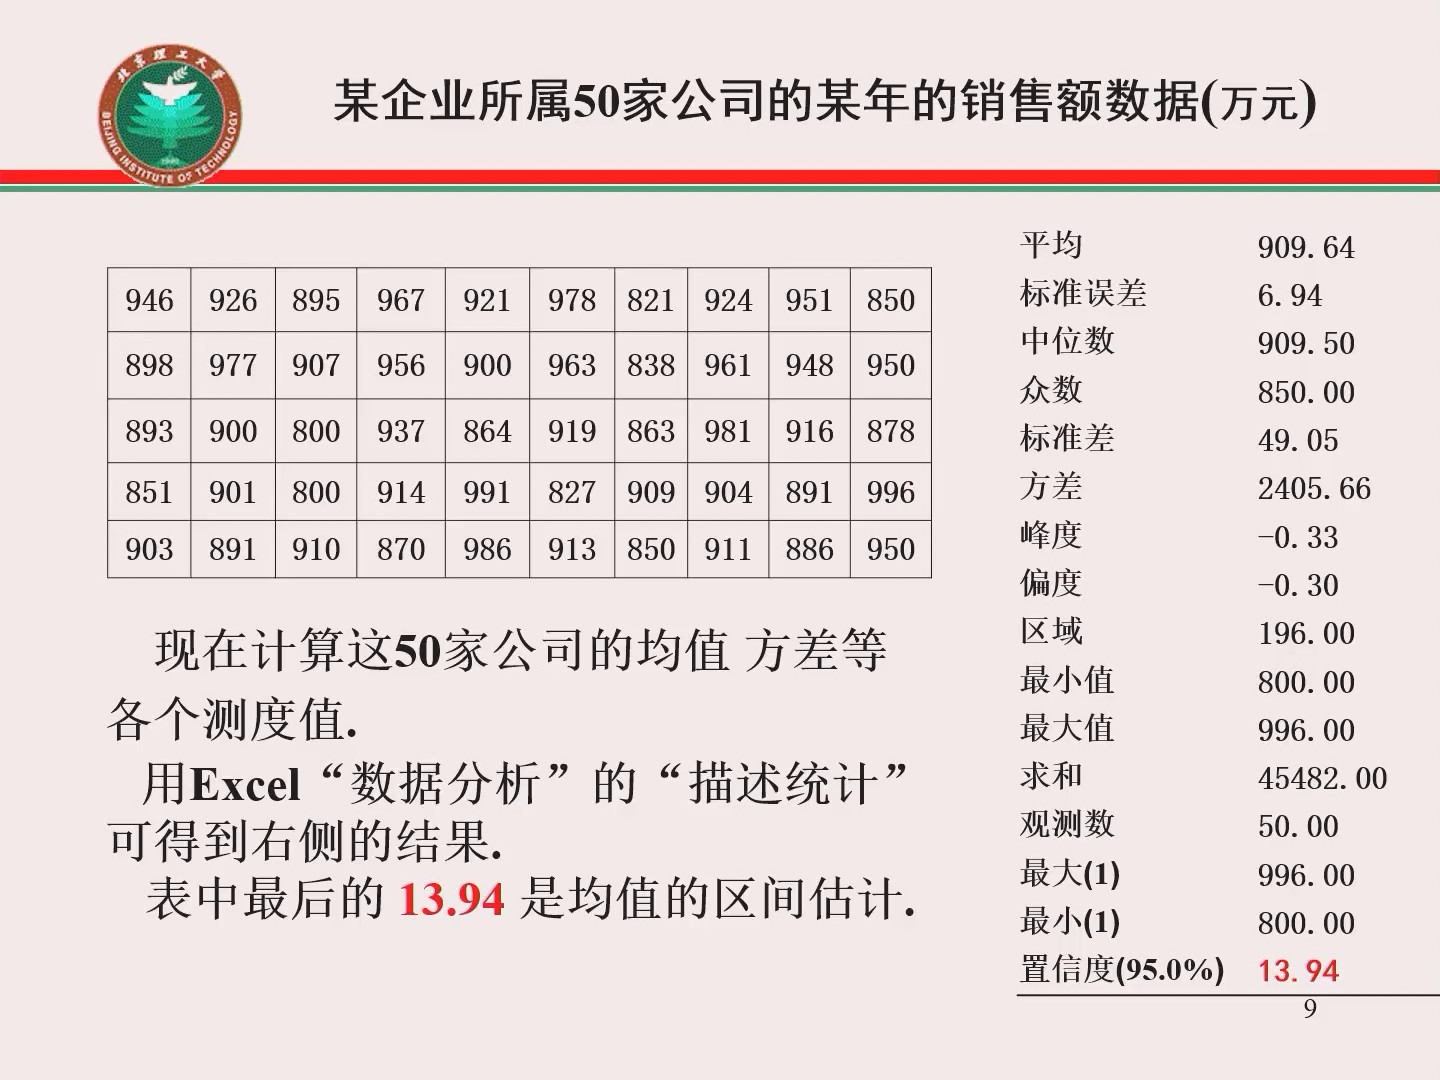 北京理工大学
BEIJING INSTITUTE OF TECHNOLOGY
1940
某企业所属50家公司的某年的销售额数据(万元)
946 926 895 967 921 978 821 924 951 850
898 977 907 956 900 963 838 961 948 950
893 900 800 937 864 919 863 981 916 878
851 901 800 914 991 827 909 904 891 996
903 891 910 870 986 913 850 911 886 950
现在计算这50家公司的均值 方差等
各个测度值.
用Excel“数据分析”的“描述统计”
可得到右侧的结果.
表中最后的 13.94 是均值的区间估计.
平均 909.64
标准误差 6.94
中位数 909.50
众数 850.00
标准差 49.05
方差 2405.66
峰度 -0.33
偏度 -0.30
区域 196.00
最小值 800.00
最大值 996.00
求和 45482.00
观测数 50.00
最大(1) 996.00
最小(1) 800.00
置信度(95.0%) 13.94
9